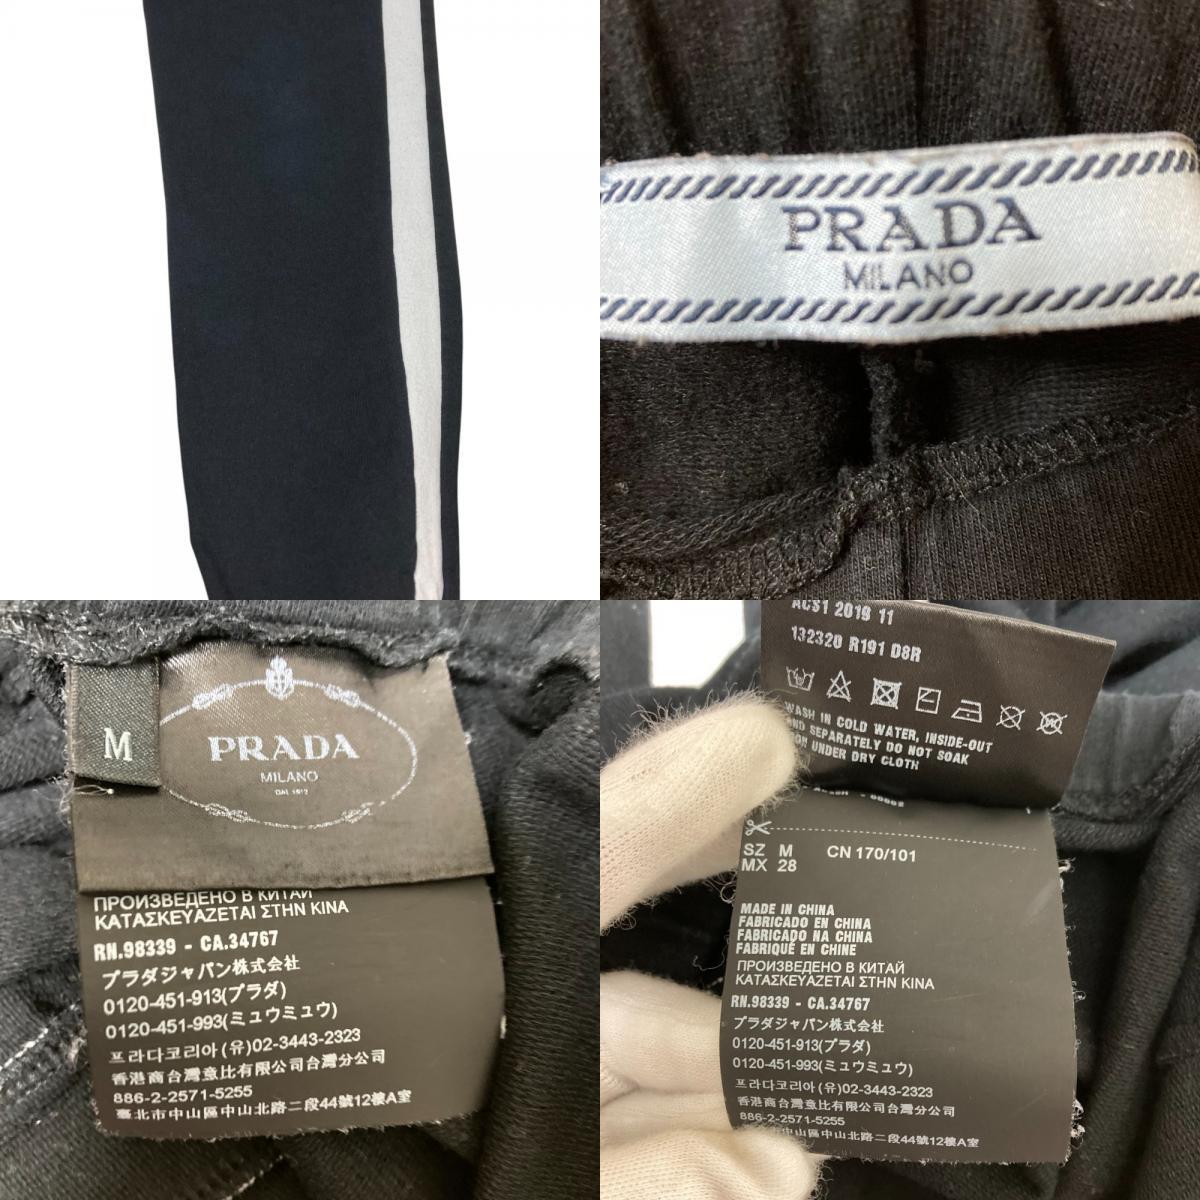 PRADA
MILANO
M
PRADA
MILANO
DAL 1913
ПРОИЗВЕДЕНО В КИТАЙ
ΚΑΤΑΣΚΕΥΑΖΕΤΑΙ ΣΤΗΝ ΚΙΝΑ
RN.98339 - CA.34767
プラダジャパン株式会社
0120-451-913(プラダ)
0120-451-993(ミュウミュウ)
프라다코리아 (유)02-3443-2323
香港商台灣意比有限公司台灣分公司
886-2-2571-5255
臺北市中山區中山北路二段44號12樓A室
ACS1 2019 11
132320 R191 D8R
WASH IN COLD WATER, INSIDE-OUT
AND SEPARATELY DO NOT SOAK
IRON UNDER DRY CLOTH
SZ M CN 170/101
MX 28
MADE IN CHINA
FABRICADO EN CHINA
FABRICADO NA CHINA
FABRIQUÉ EN CHINE
ПРОИЗВЕДЕНО В КИТАЙ
ΚΑΤΑΣΚΕΥΑΖΕΤΑΙ ΣΤΗΝ ΚΙΝΑ
RN.98339 - CA.34767
プラダジャパン株式会社
0120-451-913(プラダ)
0120-451-993(ミュウミュウ)
프라다코리아 (유)02-3443-2323
香港商台灣意比有限公司台灣分公司
886-2-2571-5255
臺北市中山區中山北路二段44號12樓A室